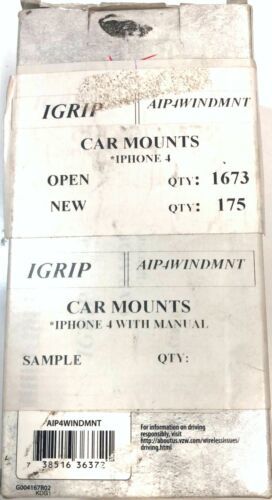 IGRIP AIP4WINDMNT
CAR MOUNTS
*IPHONE 4
OPEN QTY: 1673
NEW QTY: 175
IGRIP AIP4WINDMNT
CAR MOUNTS
*IPHONE 4 WITH MANUAL
SAMPLE QTY:
AIP4WINDMNT
38516 36373
For information on driving
responsibly, visit
http://aboutus.vzw.com/wirelessissues/
driving.html
G004167R02
KOG1